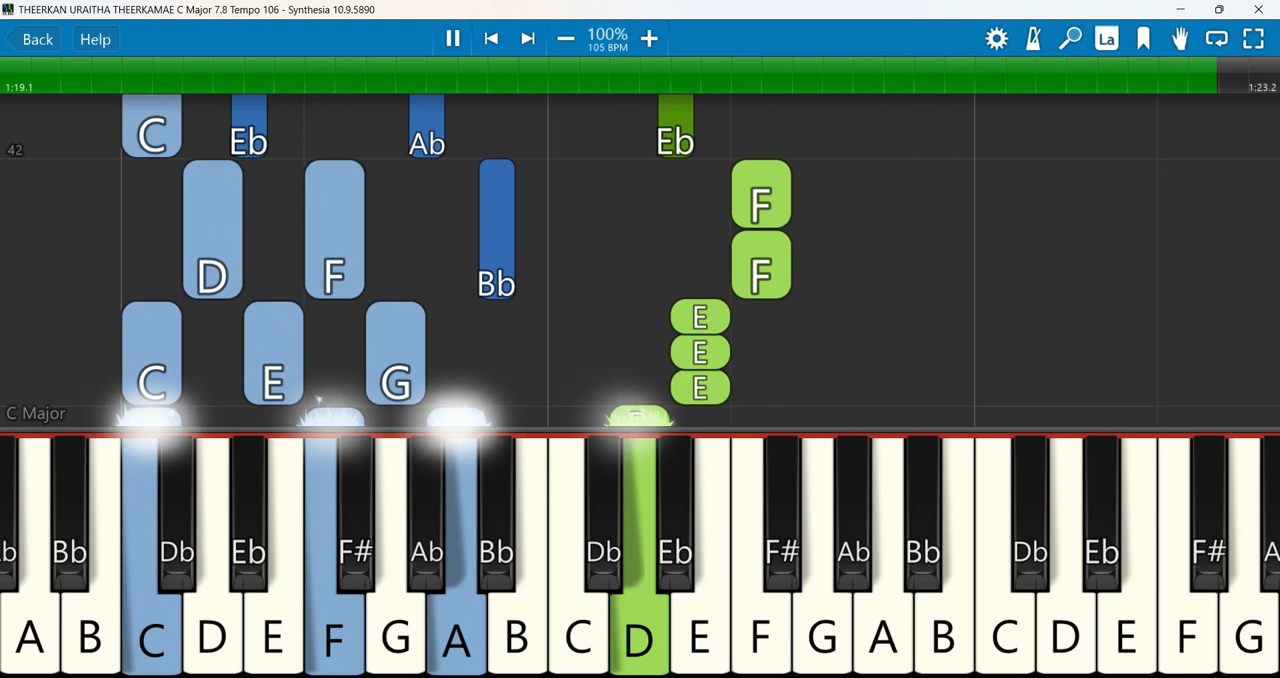 THEERKAN URAITHA THEERKAMAE C Major 7.8 Tempo 106 - Synthesia 10.9.5890
Back Help 100% La
105 BPM
1:19.1 1:23.2
C Eb Ab Eb
42
F
D F Bb F
E
E
C E G E
C Major
b Bb Db Eb F# Ab Bb Db Eb F# Ab Bb Db Eb F# A
A B C D E F G A B C D E F G A B C D E F G